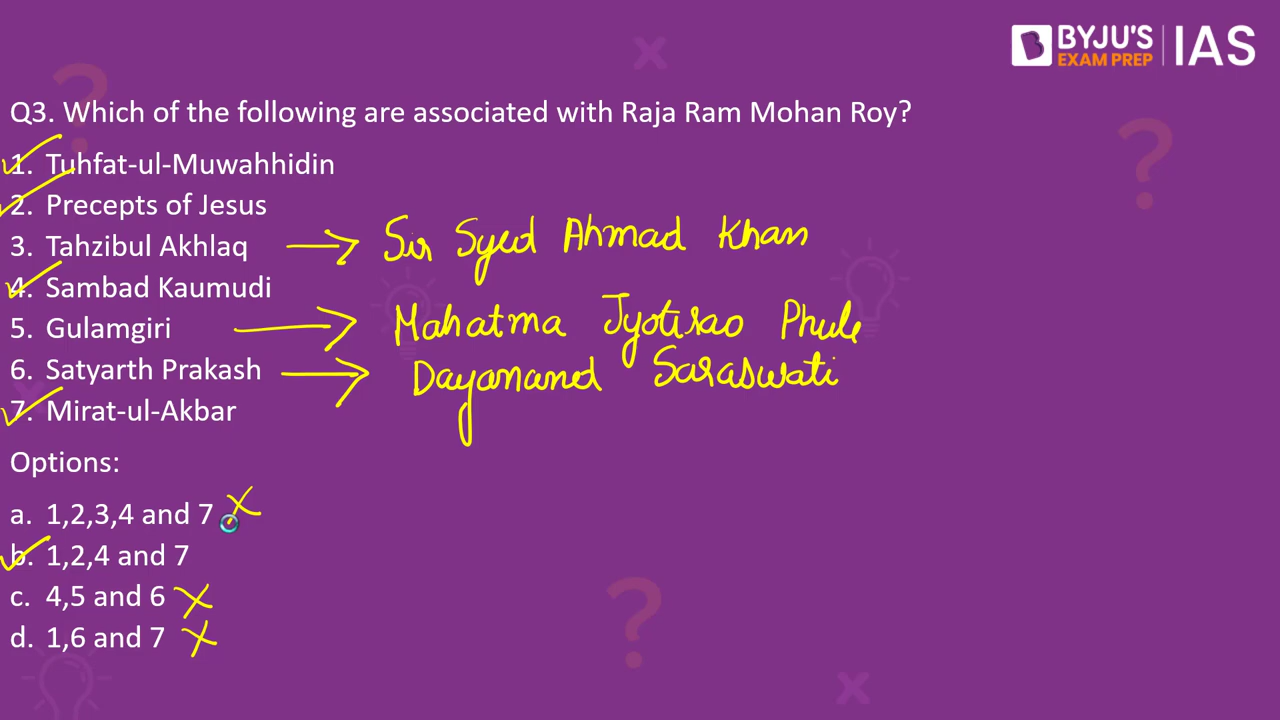 BYJU'S
EXAM PREP
IAS
Q3. Which of the following are associated with Raja Ram Mohan Roy?
1. Tuhfat-ul-Muwahhidin
2. Precepts of Jesus
3. Tahzibul Akhlaq → Sir Syed Ahmad Khan
4. Sambad Kaumudi
5. Gulamgiri → Mahatma Jyotirao Phule
6. Satyarth Prakash → Dayanand Saraswati
7. Mirat-ul-Akbar
Options:
a. 1,2,3,4 and 7
b. 1,2,4 and 7
c. 4,5 and 6
d. 1,6 and 7